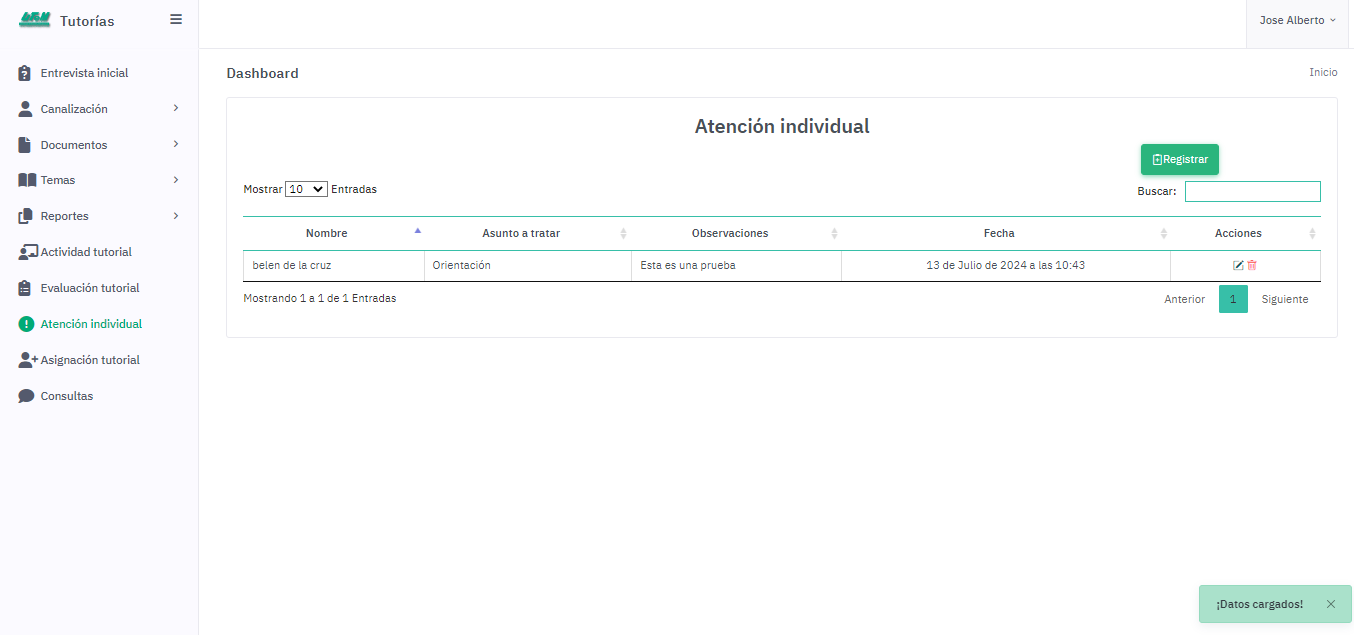 Tutorías
Jose Alberto
Entrevista inicial
Canalización
Documentos
Temas
Reportes
Actividad tutorial
Evaluación tutorial
Atención individual
Asignación tutorial
Consultas
Dashboard
Inicio
Atención individual
Registrar
Mostrar 10 Entradas
Buscar:
Nombre Asunto a tratar Observaciones Fecha Acciones
belen de la cruz Orientación Esta es una prueba 13 de Julio de 2024 a las 10:43
Mostrando 1 a 1 de 1 Entradas
Anterior 1 Siguiente
¡Datos cargados!